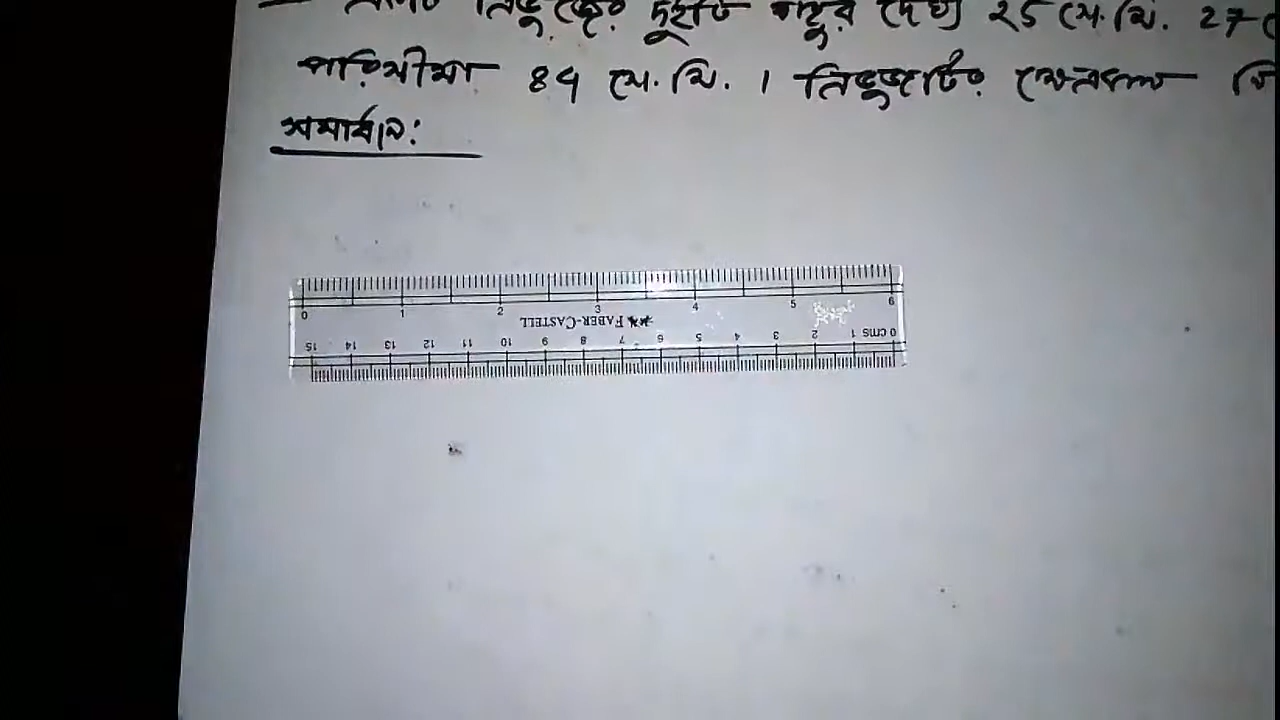 একটি ত্রিভুজের দুইটি বাহুর দৈর্ঘ্য ২5 সে.মি. 27
পরিসীমা 84 সে.মি. । ত্রিভুজটির ক্ষেত্রফল নি
সমাধান:
0 1 2 3 4 5 6
FABER-CASTELL
15 14 13 12 11 10 9 8 7 6 5 4 3 2 1 0 cms